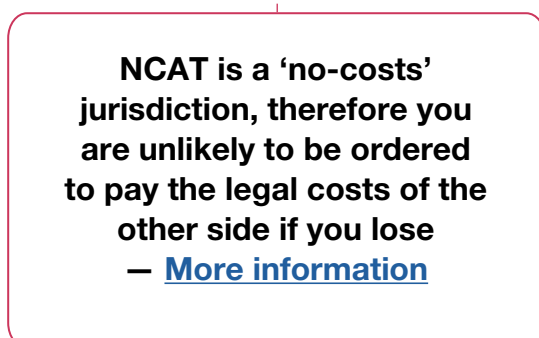 NCAT is a ‘no-costs’
jurisdiction, therefore you
are unlikely to be ordered
to pay the legal costs of the
other side if you lose
— More information